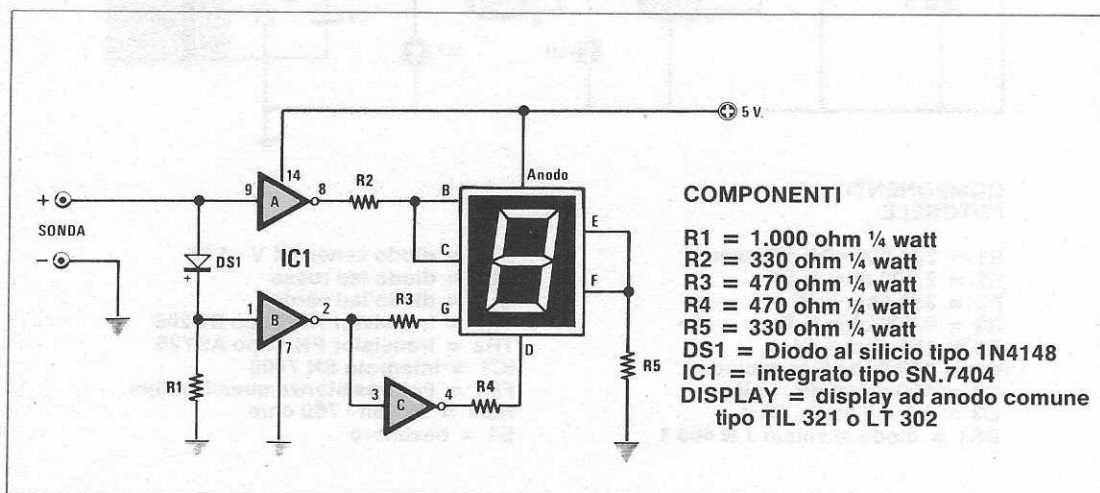 5 V.
Anodo
14
9
A
8
R2
B
+
SONDA
-
C
E
DS1
+
IC1
F
R3
1
B
2
G
7
D
R1
R5
3
C
4
R4
COMPONENTI
R1 = 1.000 ohm ¼ watt
R2 = 330 ohm ¼ watt
R3 = 470 ohm ¼ watt
R4 = 470 ohm ¼ watt
R5 = 330 ohm ¼ watt
DS1 = Diodo al silicio tipo 1N4148
IC1 = integrato tipo SN.7404
DISPLAY = display ad anodo comune
tipo TIL 321 o LT 302